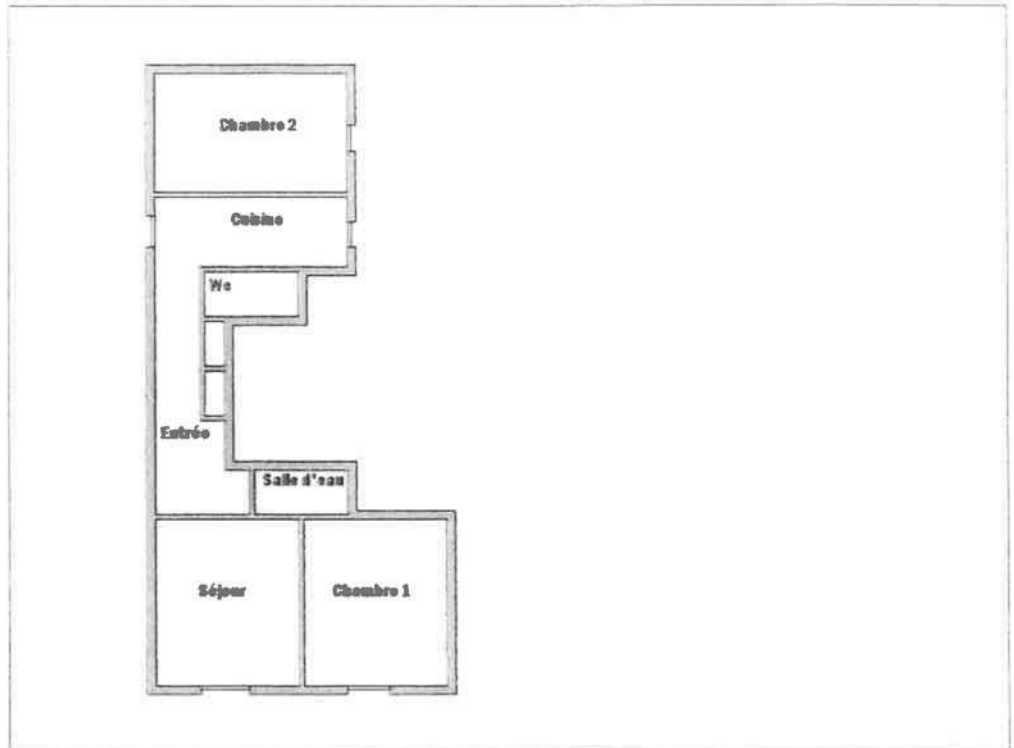 Chambre 2
Cuisine
Wc
Entrée
Salle d'eau
Séjour
Chambre 1